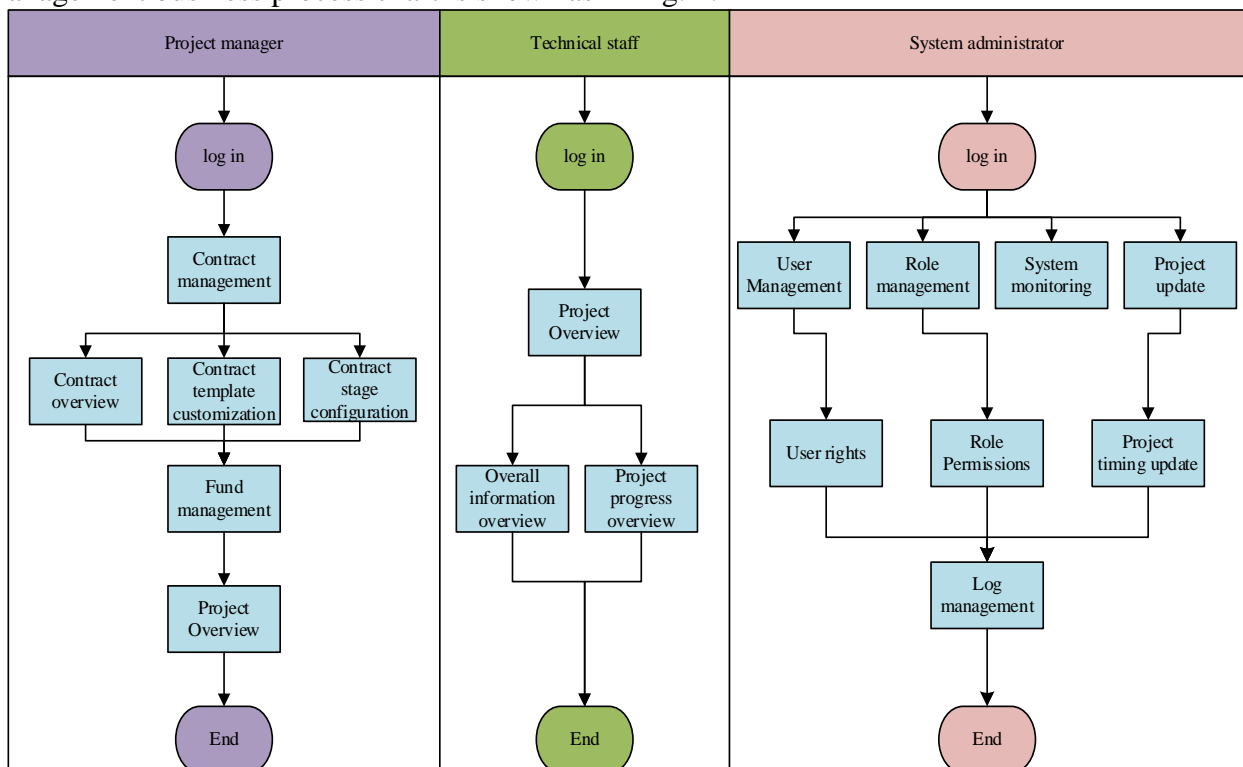 Project manager
Technical staff
System administrator
log in
Contract
management
Contract
overview
Contract
template
customization
Contract
stage
configuration
Fund
management
Project
Overview
End
log in
Project
Overview
Overall
information
overview
Project
progress
overview
End
log in
User
Management
Role
management
System
monitoring
Project
update
User rights
Role
Permissions
Project
timing update
Log
management
End